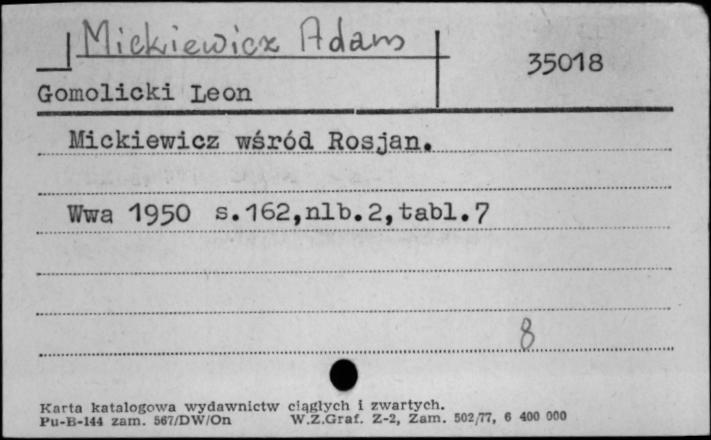 Mickiewicz Adam
35018
Gomolicki Leon
Mickiewicz wśród Rosjan.
Wwa 1950 s.162,nlb.2,tabl.7
8
Karta katalogowa wydawnictw ciągłych i zwartych.
Pu-B-144 zam. 567/DW/On W.Z.Graf. Z-2, Zam. 502/77, 6 400 000